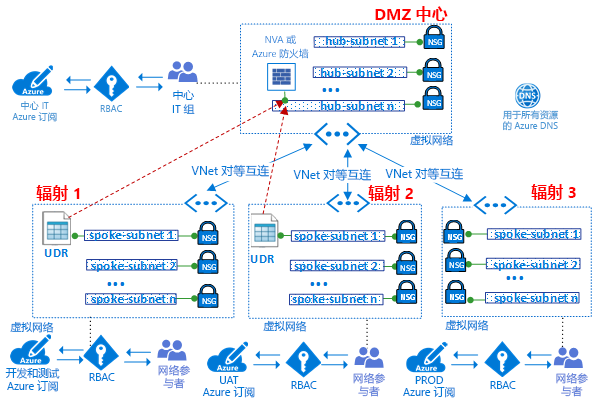 DMZ 中心
NVA 或
Azure 防火墙
hub-subnet 1
NSG
hub-subnet 2
NSG
hub-subnet n
NSG
Azure
中心 IT
Azure 订阅
RBAC
中心
IT 组
DNS
用于所有资源
的 Azure DNS
虚拟网络
VNet 对等互连
VNet 对等互连
VNet 对等互连
辐射 1
UDR
spoke-subnet 1
NSG
spoke-subnet 2
NSG
spoke-subnet n
NSG
虚拟网络
辐射 2
UDR
spoke-subnet 1
NSG
spoke-subnet 2
NSG
spoke-subnet n
NSG
虚拟网络
辐射 3
NSG
spoke-subnet 1
NSG
spoke-subnet 2
NSG
spoke-subnet n
虚拟网络
Azure
开发和测试
Azure 订阅
RBAC
网络参
与者
Azure
UAT
Azure 订阅
RBAC
网络参
与者
Azure
PROD
Azure 订阅
RBAC
网络参
与者